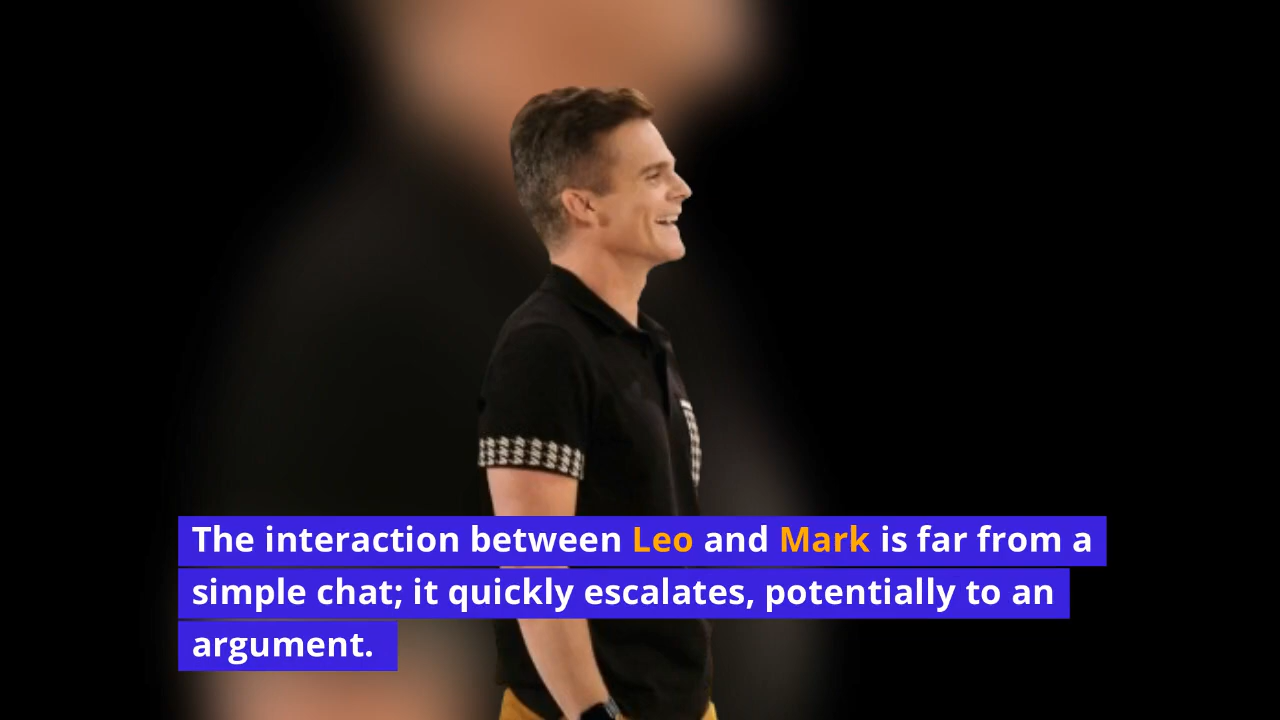 The interaction between Leo and Mark is far from a
simple chat; it quickly escalates, potentially to an
argument.